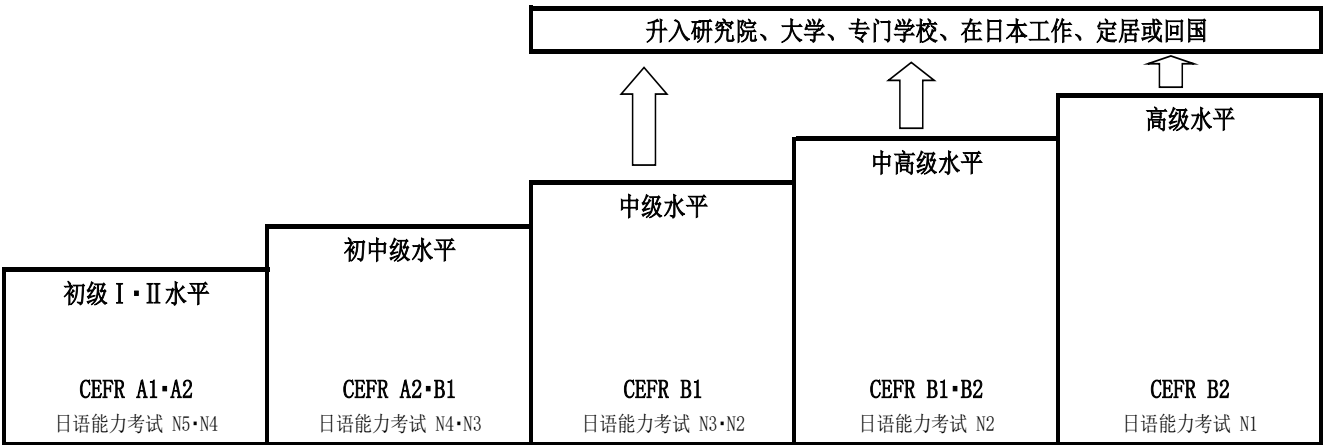 升入研究院、大学、专门学校、在日本工作、定居或回国
高级水平
中高级水平
中级水平
初中级水平
初级Ⅰ・Ⅱ水平
CEFR A1・A2
日语能力考试 N5・N4
CEFR A2・B1
日语能力考试 N4・N3
CEFR B1
日语能力考试 N3・N2
CEFR B1・B2
日语能力考试 N2
CEFR B2
日语能力考试 N1